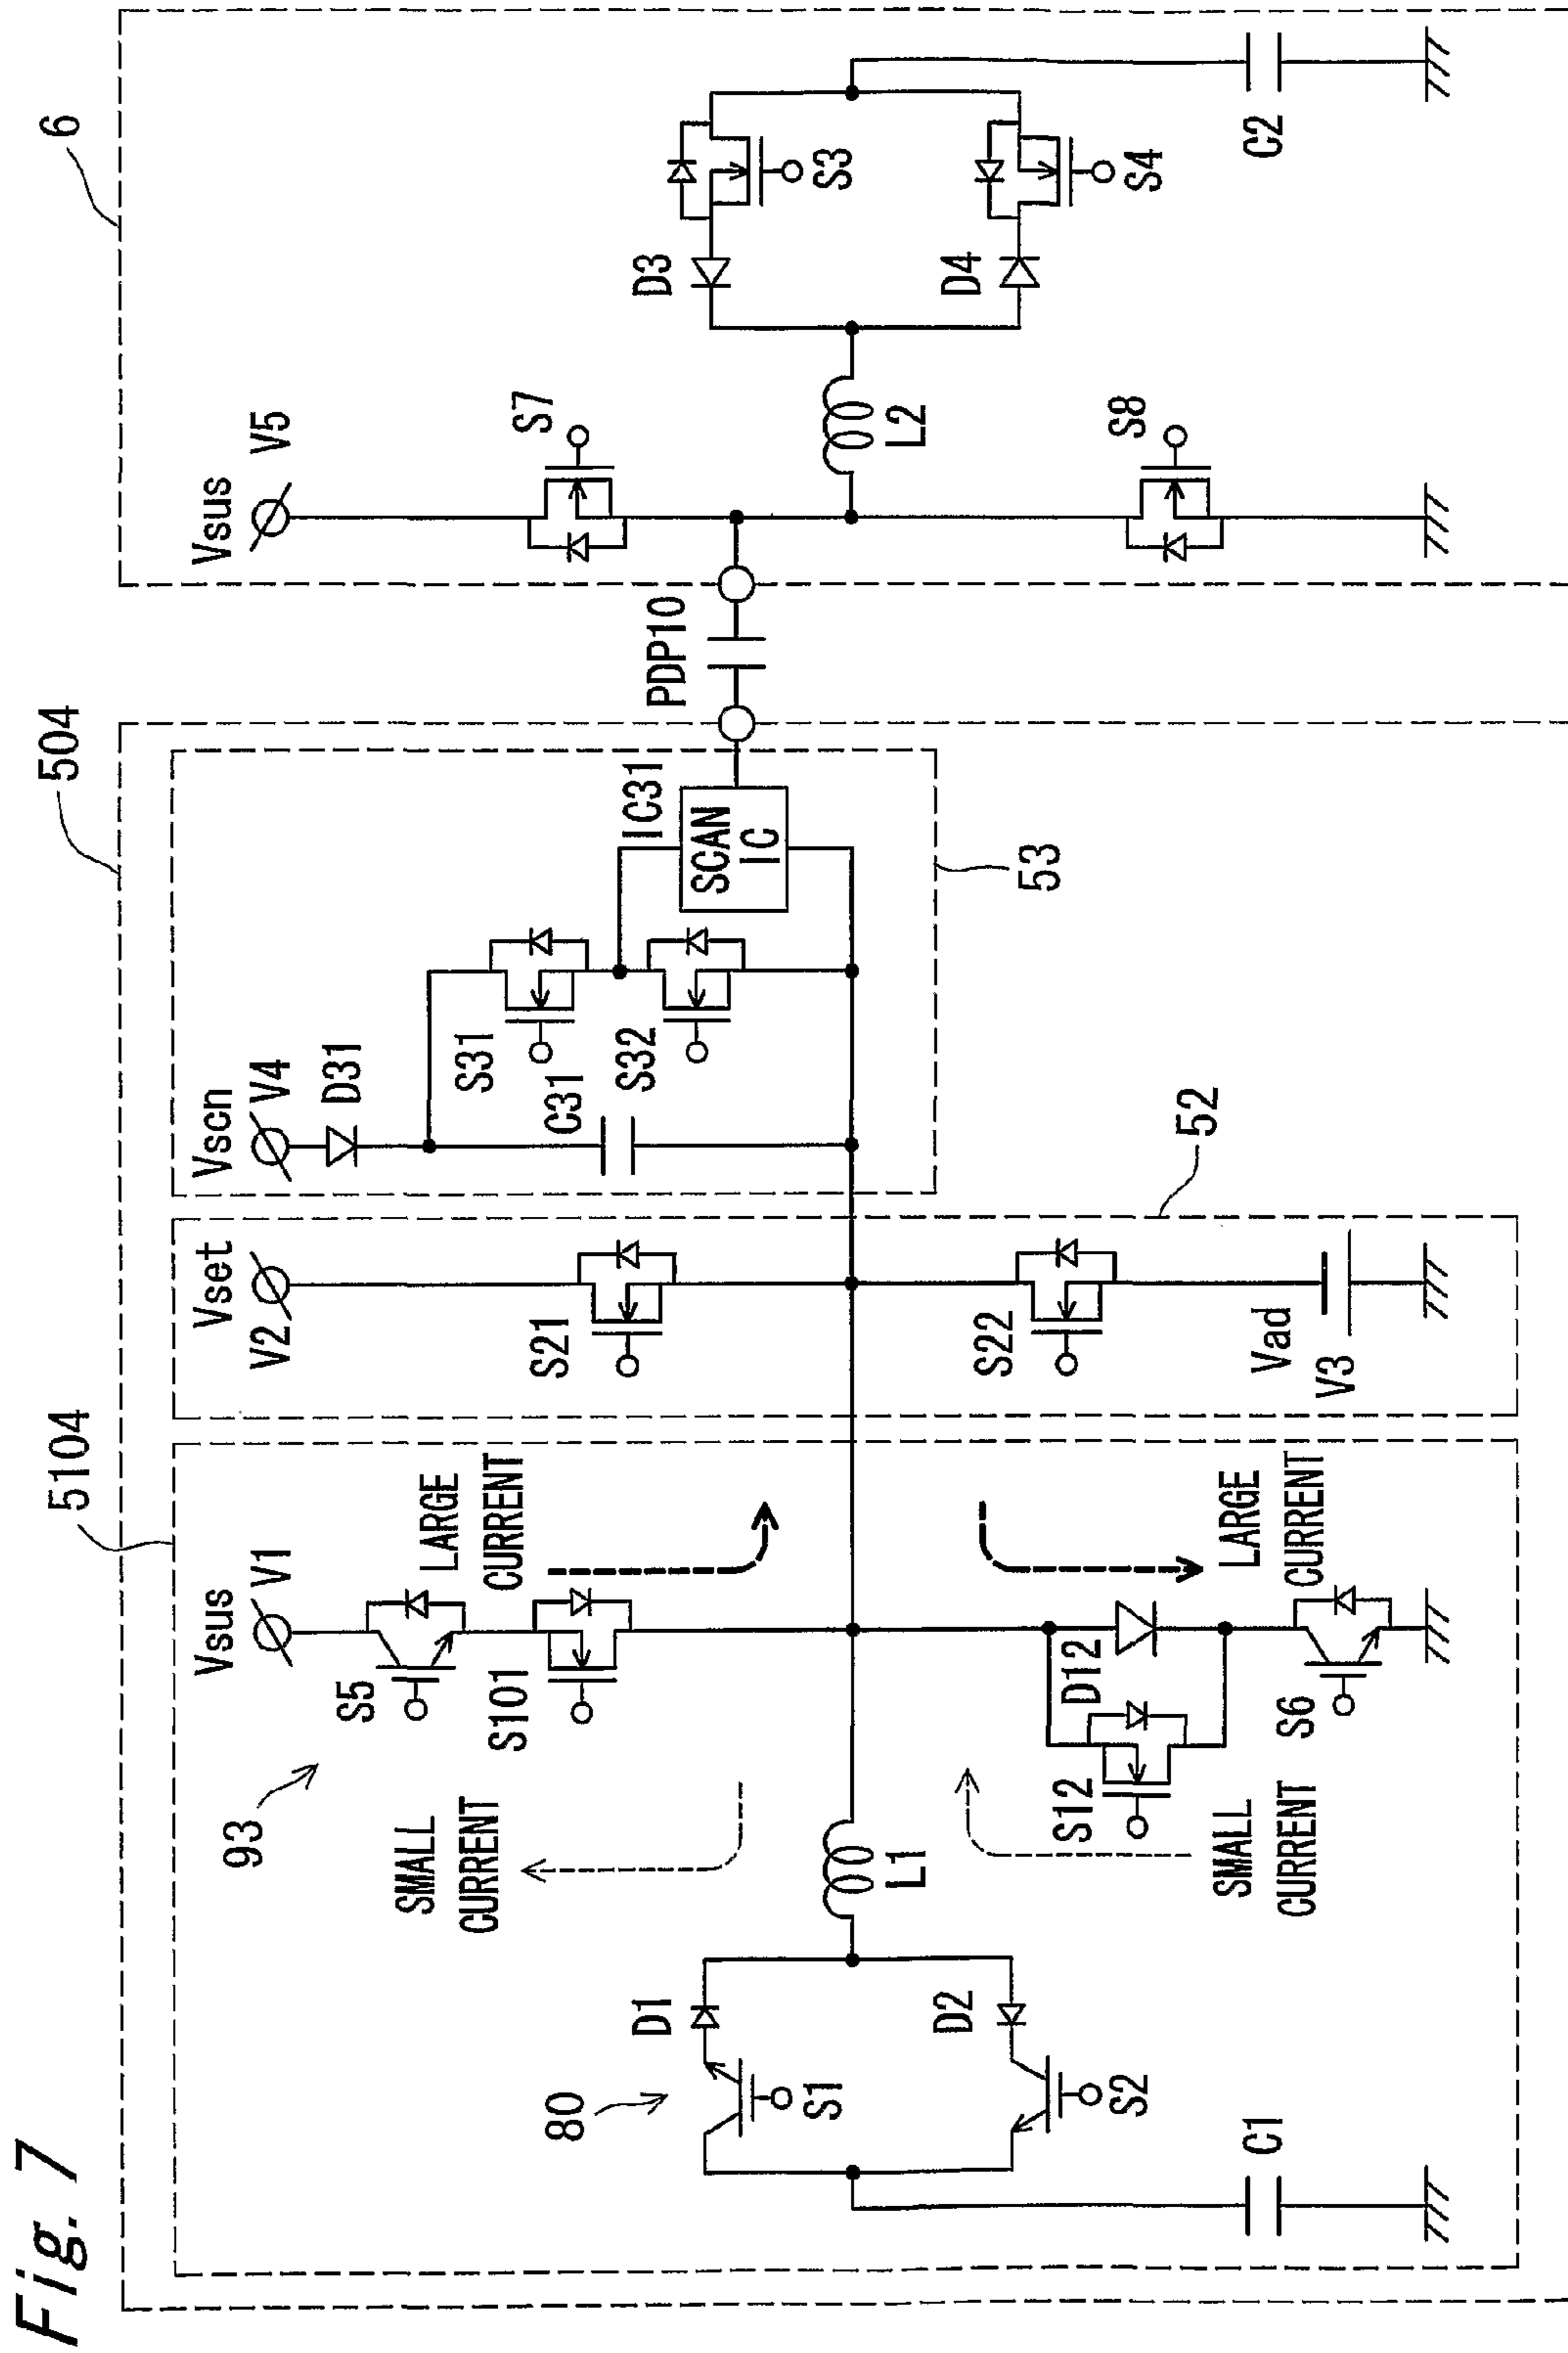 Fig. 7
504
6
5104
Vsus
V1
S5
S101
93
LARGE
CURRENT
SMALL
CURRENT
80
D1
S1
D2
S2
L1
C1
D12
S12
S6
SMALL
CURRENT
LARGE
CURRENT
Vset
V2
S21
S22
Vad
V3
52
Vscn
V4
D31
S31
C31
S32
IC31
SCAN
IC
53
PDP10
Vsus
V5
S7
L2
S8
D3
S3
D4
S4
C2